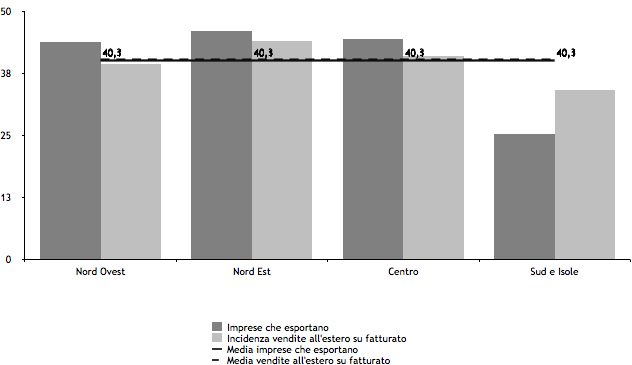 50
40,3
40,3
40,3
40,3
38
25
13
0
Nord Ovest
Nord Est
Centro
Sud e Isole
Imprese che esportano
Incidenza vendite all'estero su fatturato
Media imprese che esportano
Media vendite all'estero su fatturato